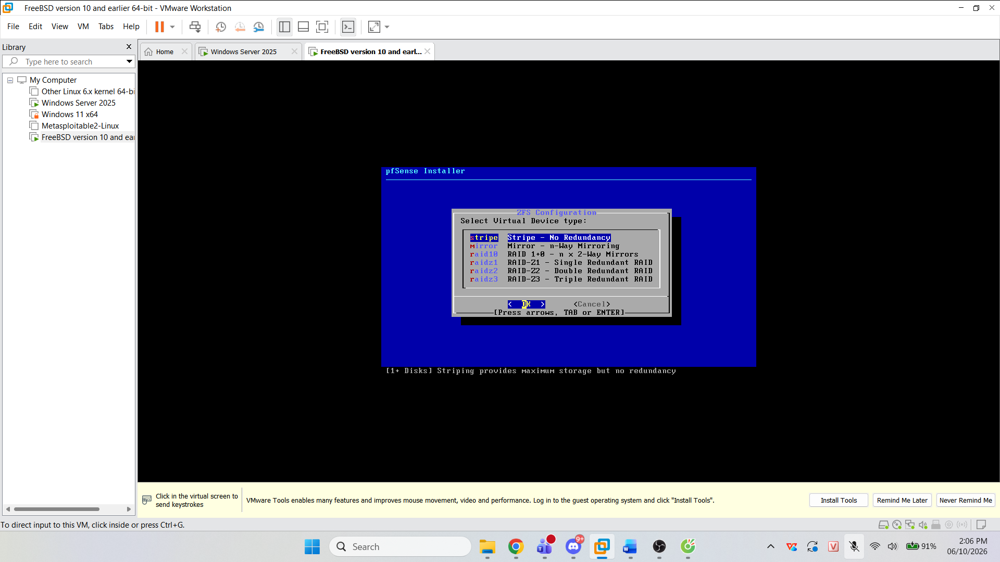 FreeBSD version 10 and earlier 64-bit - VMware Workstation
File Edit View VM Tabs Help
Library
Type here to search
My Computer
Other Linux 6.x kernel 64-bi
Windows Server 2025
Windows 11 x64
Metasploitable2-Linux
FreeBSD version 10 and ear
Home
Windows Server 2025
FreeBSD version 10 and earl...
pfSense Installer
ZFS Configuration
Select Virtual Device type:
stripe Stripe - No Redundancy
mirror Mirror - n-Way Mirroring
raid10 RAID 1+0 - n x 2-Way Mirrors
raidz1 RAID-Z1 - Single Redundant RAID
raidz2 RAID-Z2 - Double Redundant RAID
raidz3 RAID-Z3 - Triple Redundant RAID
< OK > <Cancel>
[Press arrows, TAB or ENTER]
[1+ Disks] Striping provides maximum storage but no redundancy
Click in the virtual screen to
send keystrokes
VMware Tools enables many features and improves mouse movement, video and performance. Log in to the guest operating system and click "Install Tools".
Install Tools
Remind Me Later
Never Remind Me
To direct input to this VM, click inside or press Ctrl+G.
Search
9+
91%
2:06 PM
06/10/2026